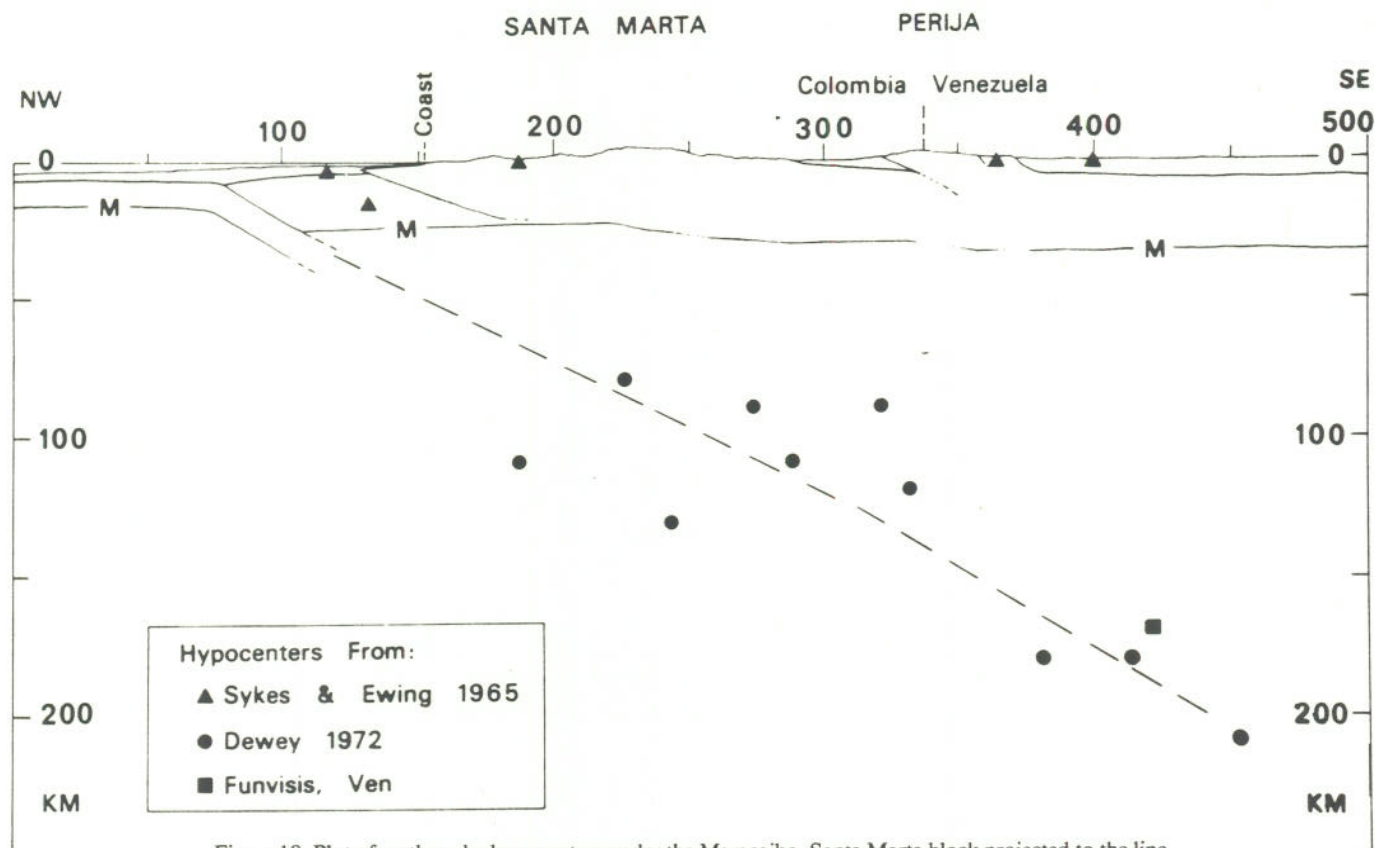 SANTA MARTA PERIJA
Colombia Venezuela
NW Coast SE
100 200 300 400 500
0 0
M M M
100 100
Hypocenters From:
▲ Sykes & Ewing 1965
● Dewey 1972
■ Funvisis, Ven
200 200
KM KM